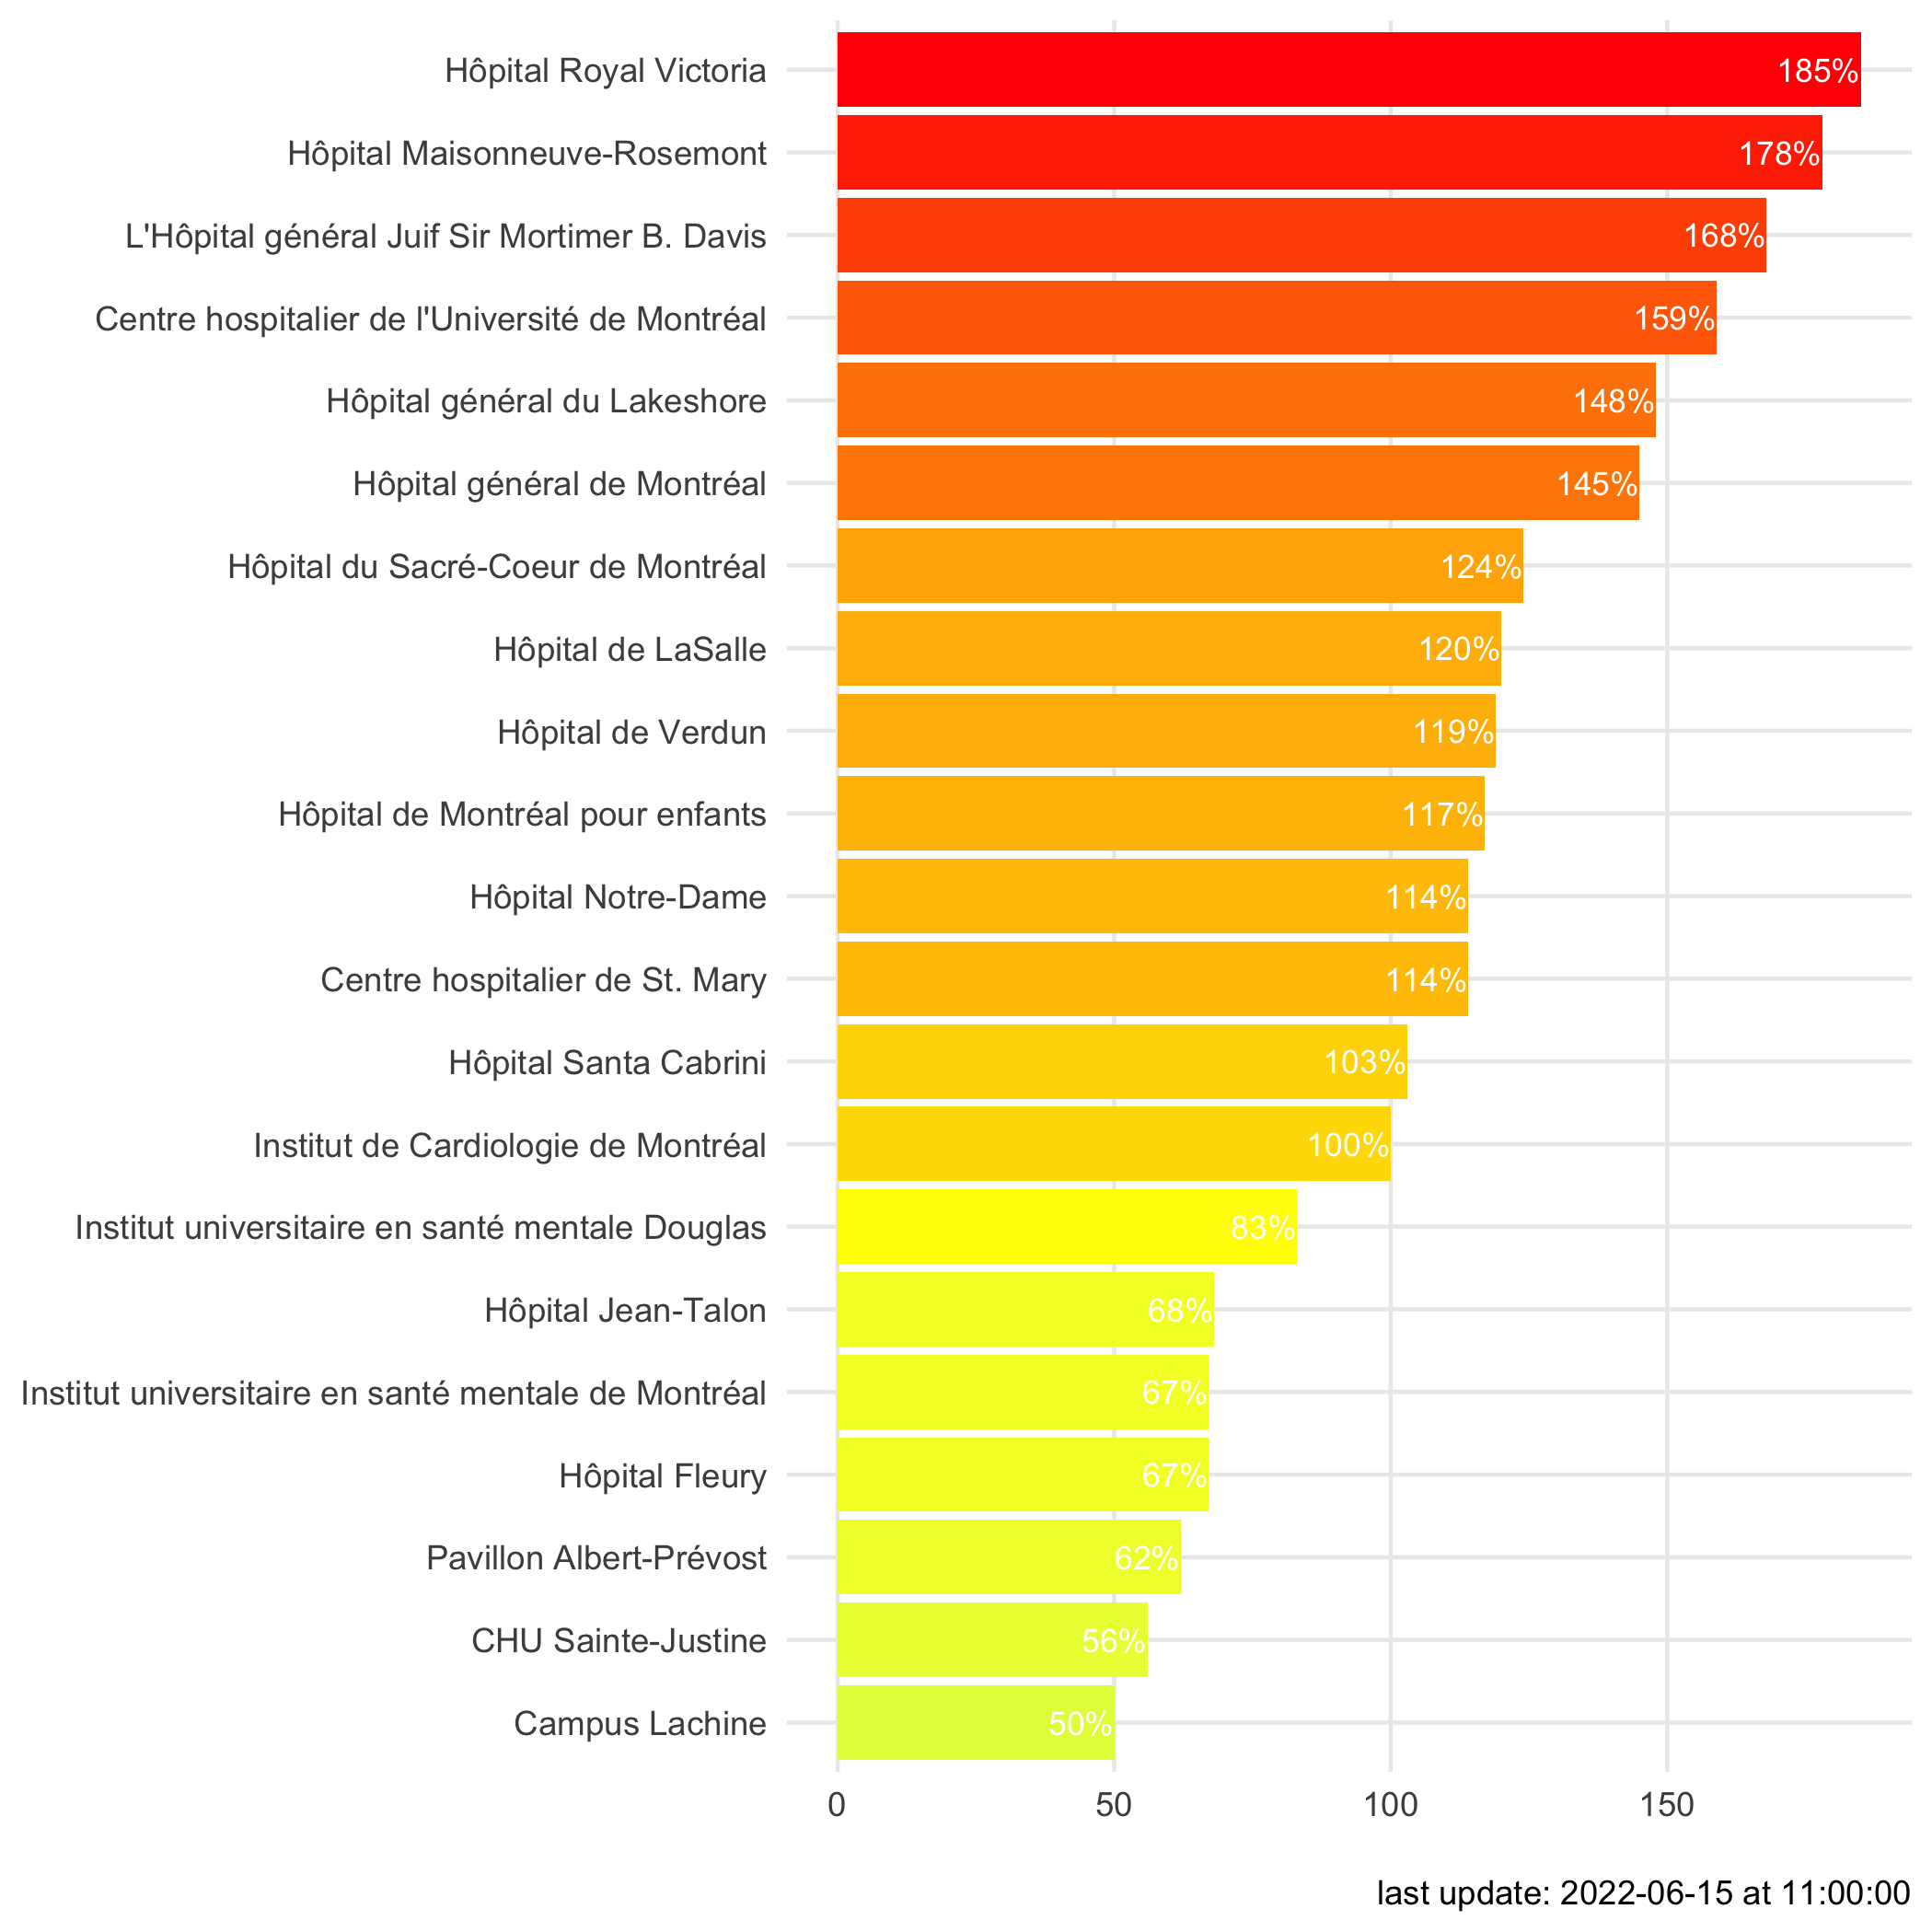 Hôpital Royal Victoria 185%
Hôpital Maisonneuve-Rosemont 178%
L'Hôpital général Juif Sir Mortimer B. Davis 168%
Centre hospitalier de l'Université de Montréal 159%
Hôpital général du Lakeshore 148%
Hôpital général de Montréal 145%
Hôpital du Sacré-Coeur de Montréal 124%
Hôpital de LaSalle 120%
Hôpital de Verdun 119%
Hôpital de Montréal pour enfants 117%
Hôpital Notre-Dame 114%
Centre hospitalier de St. Mary 114%
Hôpital Santa Cabrini 103%
Institut de Cardiologie de Montréal 100%
Institut universitaire en santé mentale Douglas 83%
Hôpital Jean-Talon 68%
Institut universitaire en santé mentale de Montréal 67%
Hôpital Fleury 67%
Pavillon Albert-Prévost 62%
CHU Sainte-Justine 56%
Campus Lachine 50%
0 50 100 150
last update: 2022-06-15 at 11:00:00